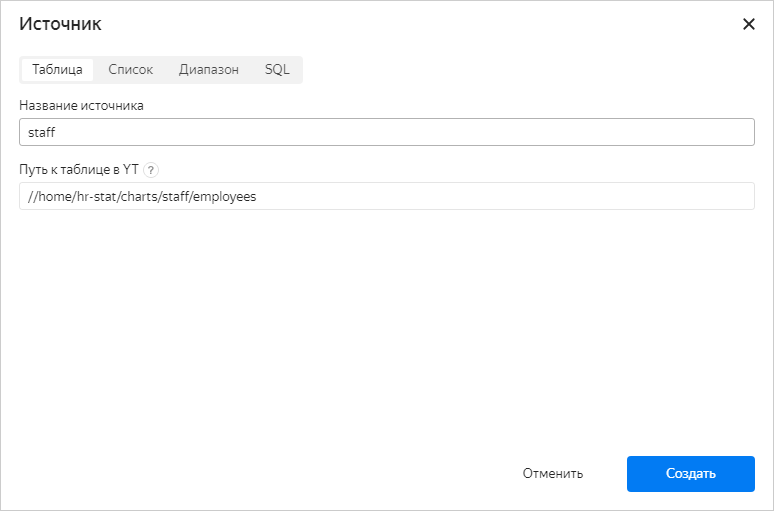 Источник
Таблица Список Диапазон SQL
Название источника
staff
Путь к таблице в YT ?
//home/hr-stat/charts/staff/employees
Отменить Создать